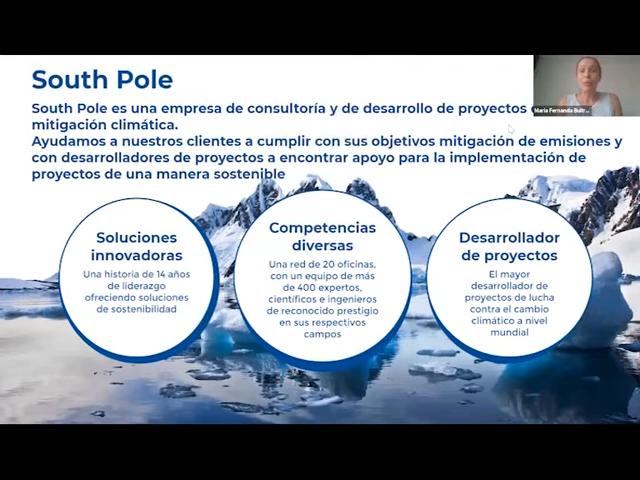 South Pole
South Pole es una empresa de consultoría y de desarrollo de proyectos
mitigación climática.
Ayudamos a nuestros clientes a cumplir con sus objetivos mitigación de emisiones y
con desarrolladores de proyectos a encontrar apoyo para la implementación de
proyectos de una manera sostenible
María Fernanda Buitr...
Soluciones
innovadoras
Una historia de 14 años
de liderazgo
ofreciendo soluciones
de sostenibilidad
Competencias
diversas
Una red de 20 oficinas,
con un equipo de más
de 400 expertos,
científicos e ingenieros
de reconocido prestigio
en sus respectivos
campos
Desarrollador
de proyectos
El mayor
desarrollador de
proyectos de lucha
contra el cambio
climático a nivel
mundial